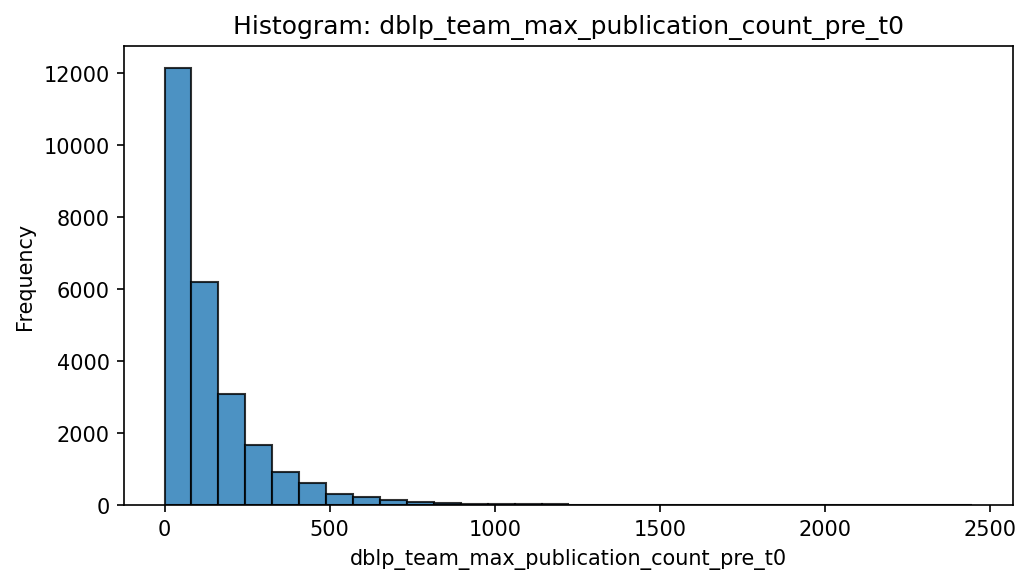 Histogram: dblp_team_max_publication_count_pre_t0
12000
10000
8000
6000
4000
2000
0
Frequency
0 500 1000 1500 2000 2500
dblp_team_max_publication_count_pre_t0